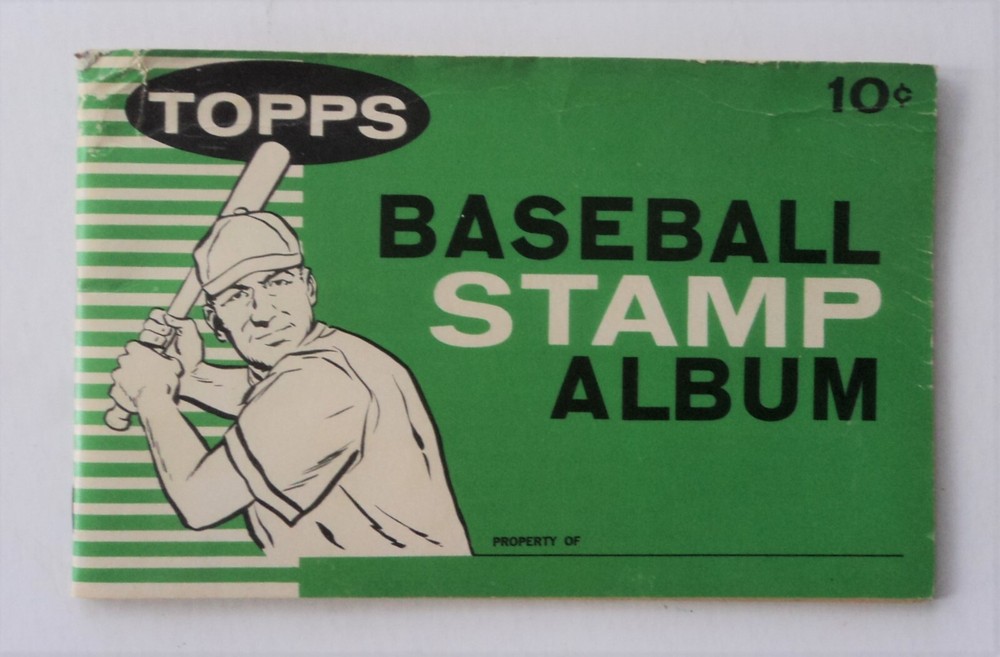 TOPPS
10¢
BASEBALL
STAMP
ALBUM
PROPERTY OF